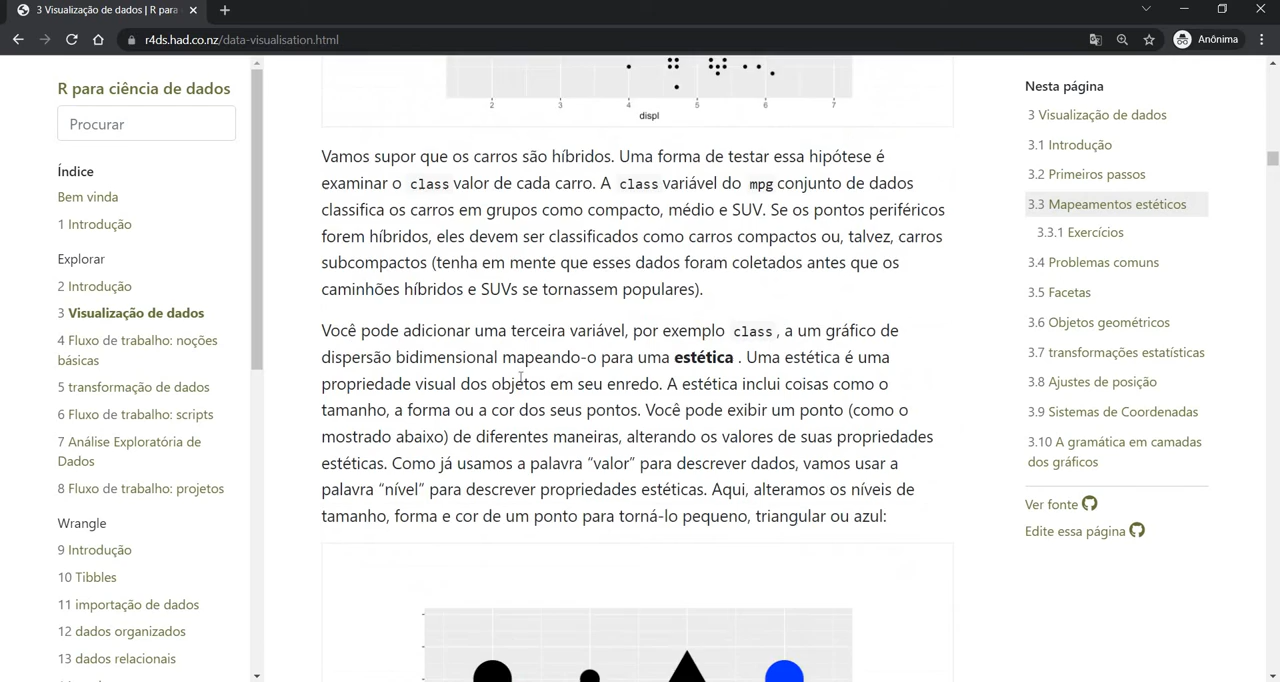 3 Visualização de dados | R para
r4ds.had.co.nz/data-visualisation.html
Anônima
R para ciência de dados
Procurar
Índice
Bem vinda
1 Introdução
Explorar
2 Introdução
3 Visualização de dados
4 Fluxo de trabalho: noções
básicas
5 transformação de dados
6 Fluxo de trabalho: scripts
7 Análise Exploratória de
Dados
8 Fluxo de trabalho: projetos
Wrangle
9 Introdução
10 Tibbles
11 importação de dados
12 dados organizados
13 dados relacionais
2 3 4 5 6 7
displ
Vamos supor que os carros são híbridos. Uma forma de testar essa hipótese é
examinar o class valor de cada carro. A class variável do mpg conjunto de dados
classifica os carros em grupos como compacto, médio e SUV. Se os pontos periféricos
forem híbridos, eles devem ser classificados como carros compactos ou, talvez, carros
subcompactos (tenha em mente que esses dados foram coletados antes que os
caminhões híbridos e SUVs se tornassem populares).
Você pode adicionar uma terceira variável, por exemplo class, a um gráfico de
dispersão bidimensional mapeando-o para uma estética . Uma estética é uma
propriedade visual dos objetos em seu enredo. A estética inclui coisas como o
tamanho, a forma ou a cor dos seus pontos. Você pode exibir um ponto (como o
mostrado abaixo) de diferentes maneiras, alterando os valores de suas propriedades
estéticas. Como já usamos a palavra “valor” para descrever dados, vamos usar a
palavra “nível” para descrever propriedades estéticas. Aqui, alteramos os níveis de
tamanho, forma e cor de um ponto para torná-lo pequeno, triangular ou azul:
Nesta página
3 Visualização de dados
3.1 Introdução
3.2 Primeiros passos
3.3 Mapeamentos estéticos
3.3.1 Exercícios
3.4 Problemas comuns
3.5 Facetas
3.6 Objetos geométricos
3.7 transformações estatísticas
3.8 Ajustes de posição
3.9 Sistemas de Coordenadas
3.10 A gramática em camadas
dos gráficos
Ver fonte
Edite essa página